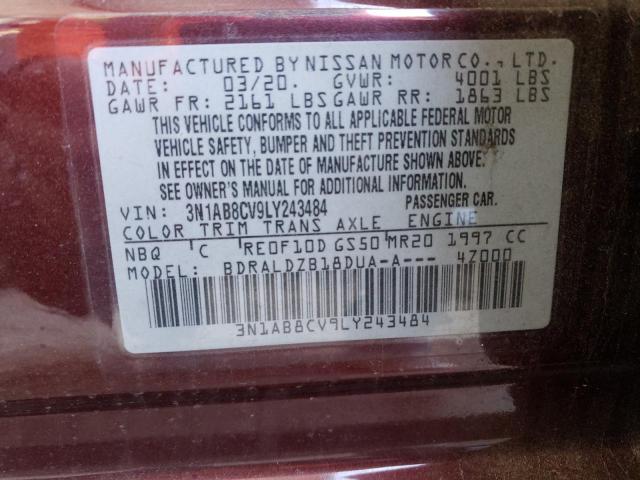 MANUFACTURED BY NISSAN MOTOR CO., LTD.
DATE: 03/20. GVWR: 4001 LBS
GAWR FR: 2161 LBS GAWR RR: 1863 LBS
THIS VEHICLE CONFORMS TO ALL APPLICABLE FEDERAL MOTOR
VEHICLE SAFETY, BUMPER AND THEFT PREVENTION STANDARDS
IN EFFECT ON THE DATE OF MANUFACTURE SHOWN ABOVE.
SEE OWNER'S MANUAL FOR ADDITIONAL INFORMATION.
VIN: 3N1AB8CV9LY243484 PASSENGER CAR.
COLOR TRIM TRANS AXLE ENGINE
NBQ C RE0F10D GS50 MR20 1997 CC
MODEL: BDRALDZB18DUA-A--- 4Z000
3N1AB8CV9LY243484